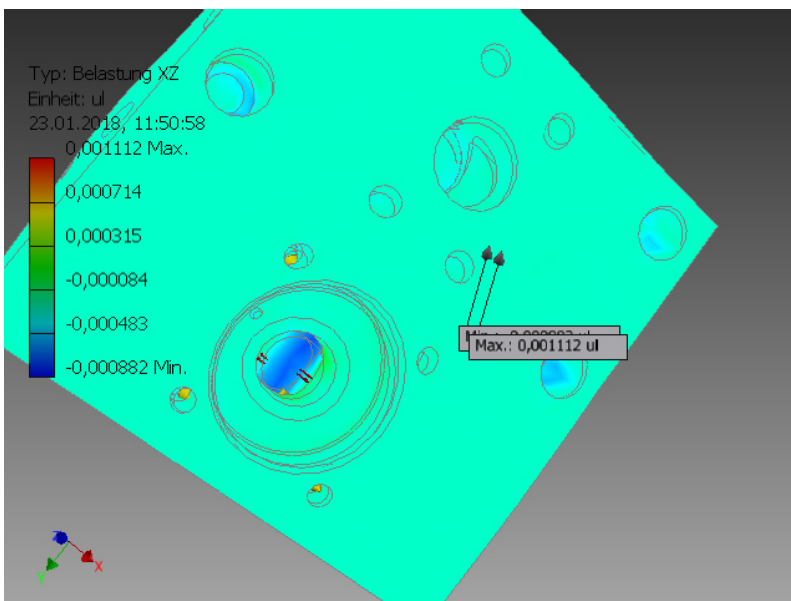 Typ: Belastung XZ
Einheit: ul
23.01.2018, 11:50:58
0,001112 Max.
0,000714
0,000315
-0,000084
-0,000483
-0,000882 Min.
Max.: 0,001112 ul
X
Y